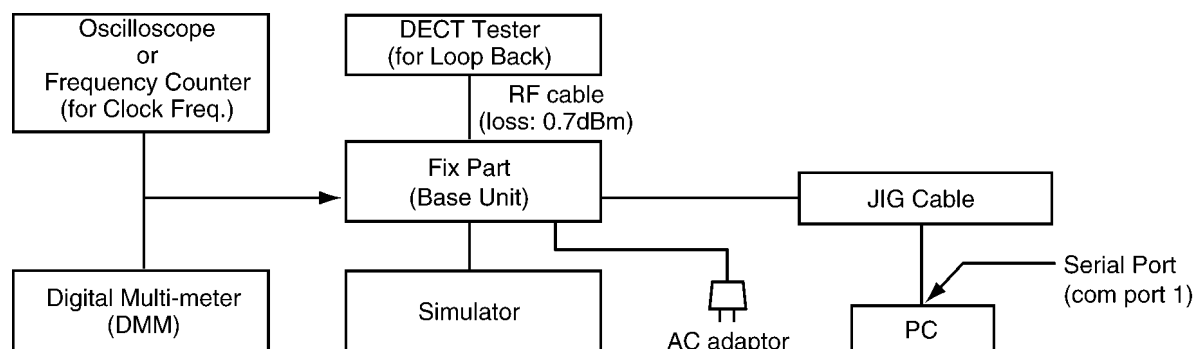 Oscilloscope
or
Frequency Counter
(for Clock Freq.)
DECT Tester
(for Loop Back)
RF cable
(loss: 0.7dBm)
Fix Part
(Base Unit)
JIG Cable
Serial Port
(com port 1)
Digital Multi-meter
(DMM)
Simulator
AC adaptor
PC